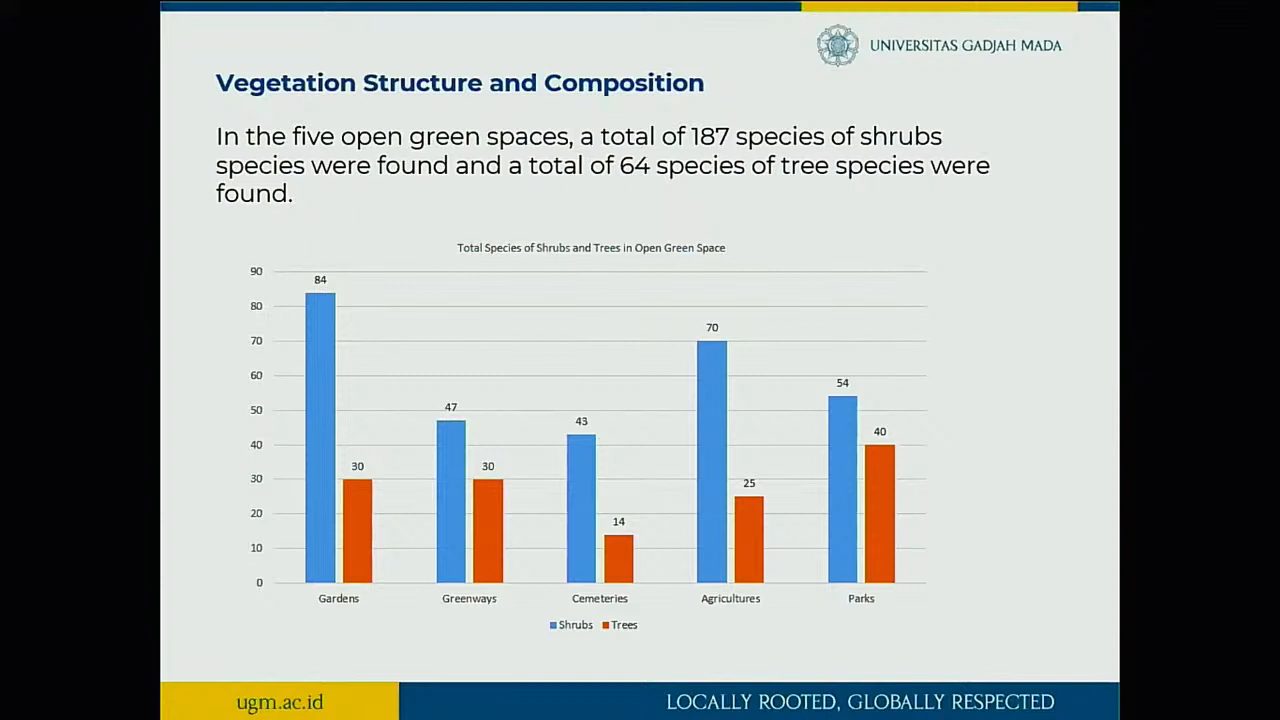 UNIVERSITAS GADJAH MADA
Vegetation Structure and Composition
In the five open green spaces, a total of 187 species of shrubs
species were found and a total of 64 species of tree species were
found.
Total Species of Shrubs and Trees in Open Green Space
90
80
70
60
50
40
30
20
10
0
84
30
47
30
43
14
70
25
54
40
Gardens Greenways Cemeteries Agricultures Parks
Shrubs Trees
ugm.ac.id LOCALLY ROOTED, GLOBALLY RESPECTED